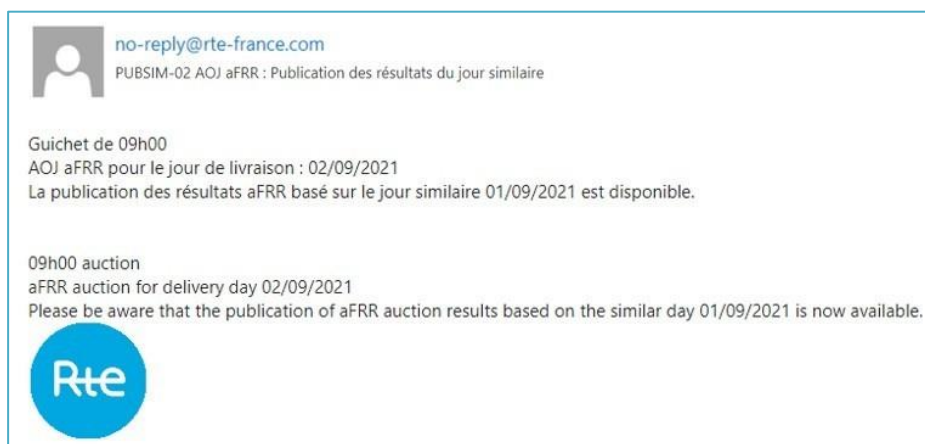 no-reply@rte-france.com
PUBSIM-02 AOJ aFRR : Publication des résultats du jour similaire
Guichet de 09h00
AOJ aFRR pour le jour de livraison : 02/09/2021
La publication des résultats aFRR basé sur le jour similaire 01/09/2021 est disponible.
09h00 auction
aFRR auction for delivery day 02/09/2021
Please be aware that the publication of aFRR auction results based on the similar day 01/09/2021 is now available.
Rte